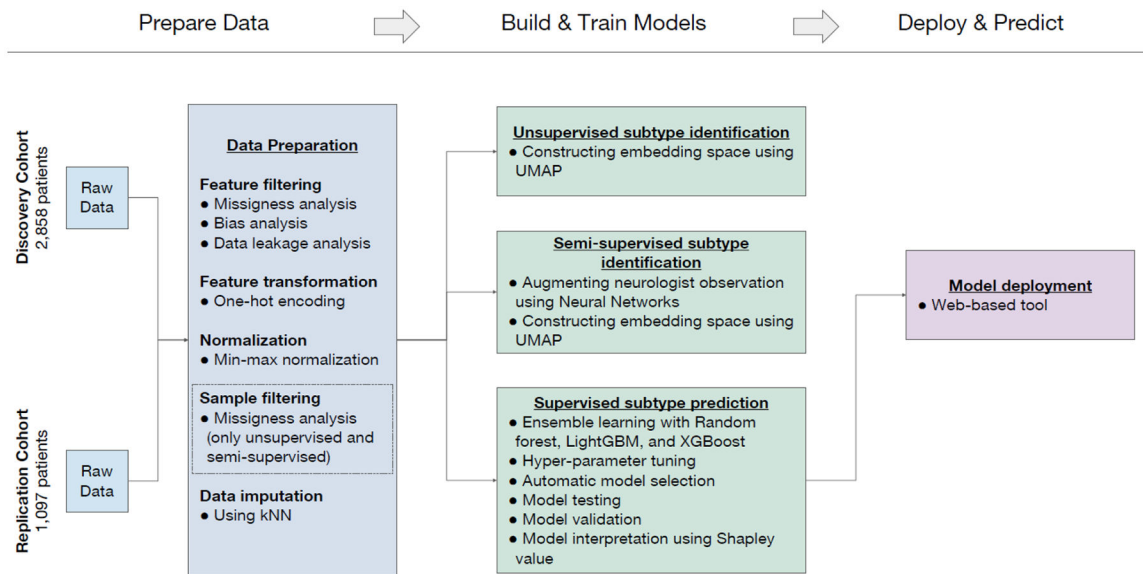 Prepare Data
Build & Train Models
Deploy & Predict
Discovery Cohort
2,858 patients
Raw
Data
Replication Cohort
1,097 patients
Raw
Data
Data Preparation
Feature filtering
● Missigness analysis
● Bias analysis
● Data leakage analysis
Feature transformation
● One-hot encoding
Normalization
● Min-max normalization
Sample filtering
● Missigness analysis
(only unsupervised and
semi-supervised)
Data imputation
● Using kNN
Unsupervised subtype identification
● Constructing embedding space using
UMAP
Semi-supervised subtype
identification
● Augmenting neurologist observation
using Neural Networks
● Constructing embedding space using
UMAP
Supervised subtype prediction
● Ensemble learning with Random
forest, LightGBM, and XGBoost
● Hyper-parameter tuning
● Automatic model selection
● Model testing
● Model validation
● Model interpretation using Shapley
value
Model deployment
● Web-based tool